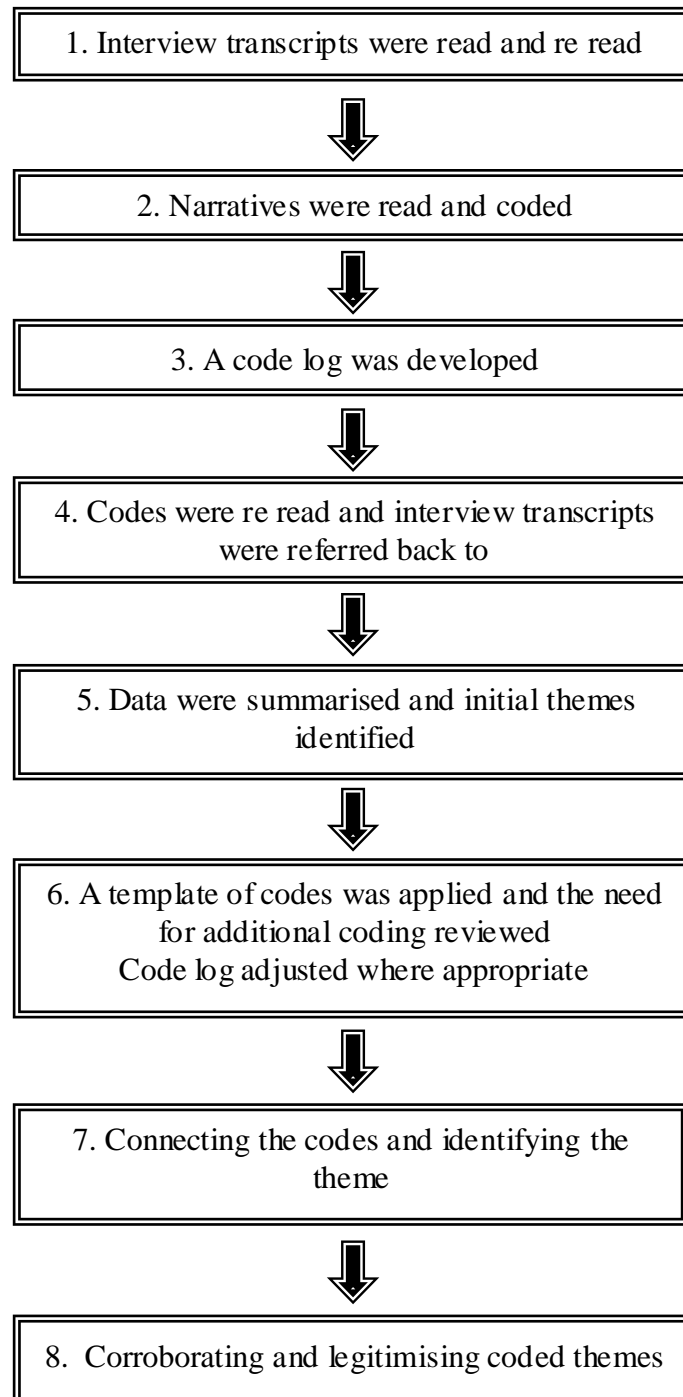 1. Interview transcripts were read and re read
2. Narratives were read and coded
3. A code log was developed
4. Codes were re read and interview transcripts
were referred back to
5. Data were summarised and initial themes
identified
6. A template of codes was applied and the need
for additional coding reviewed
Code log adjusted where appropriate
7. Connecting the codes and identifying the
theme
8. Corroborating and legitimising coded themes